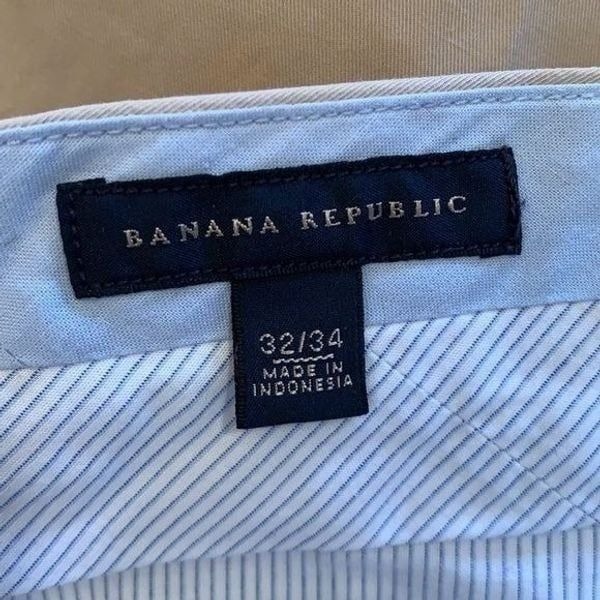 BANANA REPUBLIC
32/34
MADE IN
INDONESIA